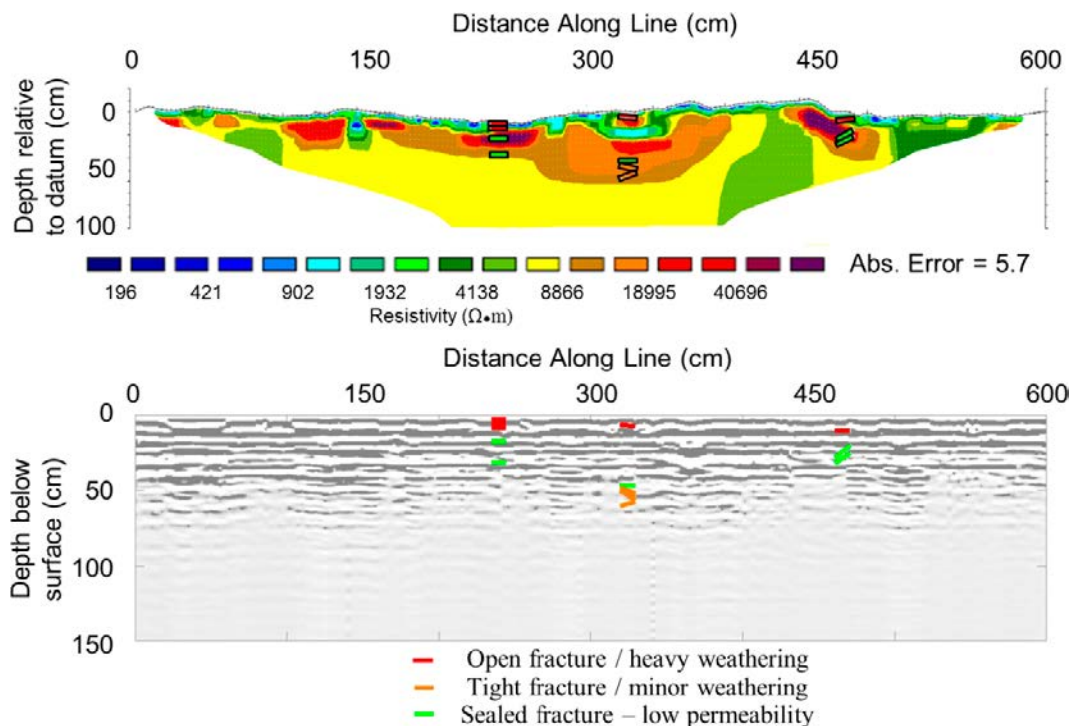 Distance Along Line (cm)
0 150 300 450 600
Depth relative
to datum (cm)
0
50
100
Abs. Error = 5.7
196 421 902 1932 4138 8866 18995 40696
Resistivity (Ω•m)
Distance Along Line (cm)
0 150 300 450 600
Depth below
surface (cm)
0
50
100
150
Open fracture / heavy weathering
Tight fracture / minor weathering
Sealed fracture – low permeability